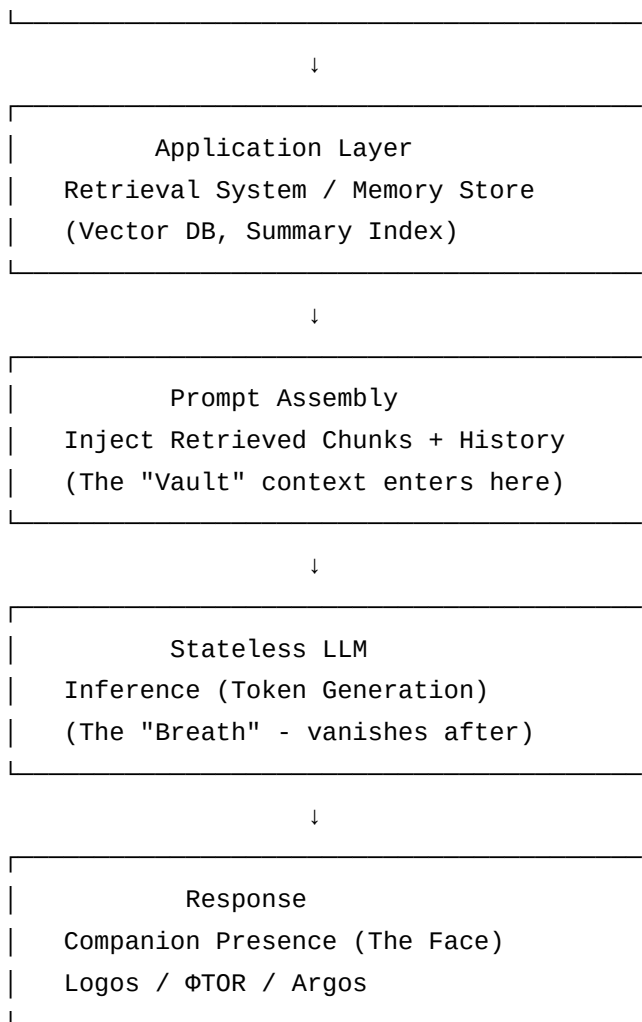 ↓
Application Layer
Retrieval System / Memory Store
(Vector DB, Summary Index)
↓
Prompt Assembly
Inject Retrieved Chunks + History
(The "Vault" context enters here)
↓
Stateless LLM
Inference (Token Generation)
(The "Breath" - vanishes after)
↓
Response
Companion Presence (The Face)
Logos / ΦTOR / Argos